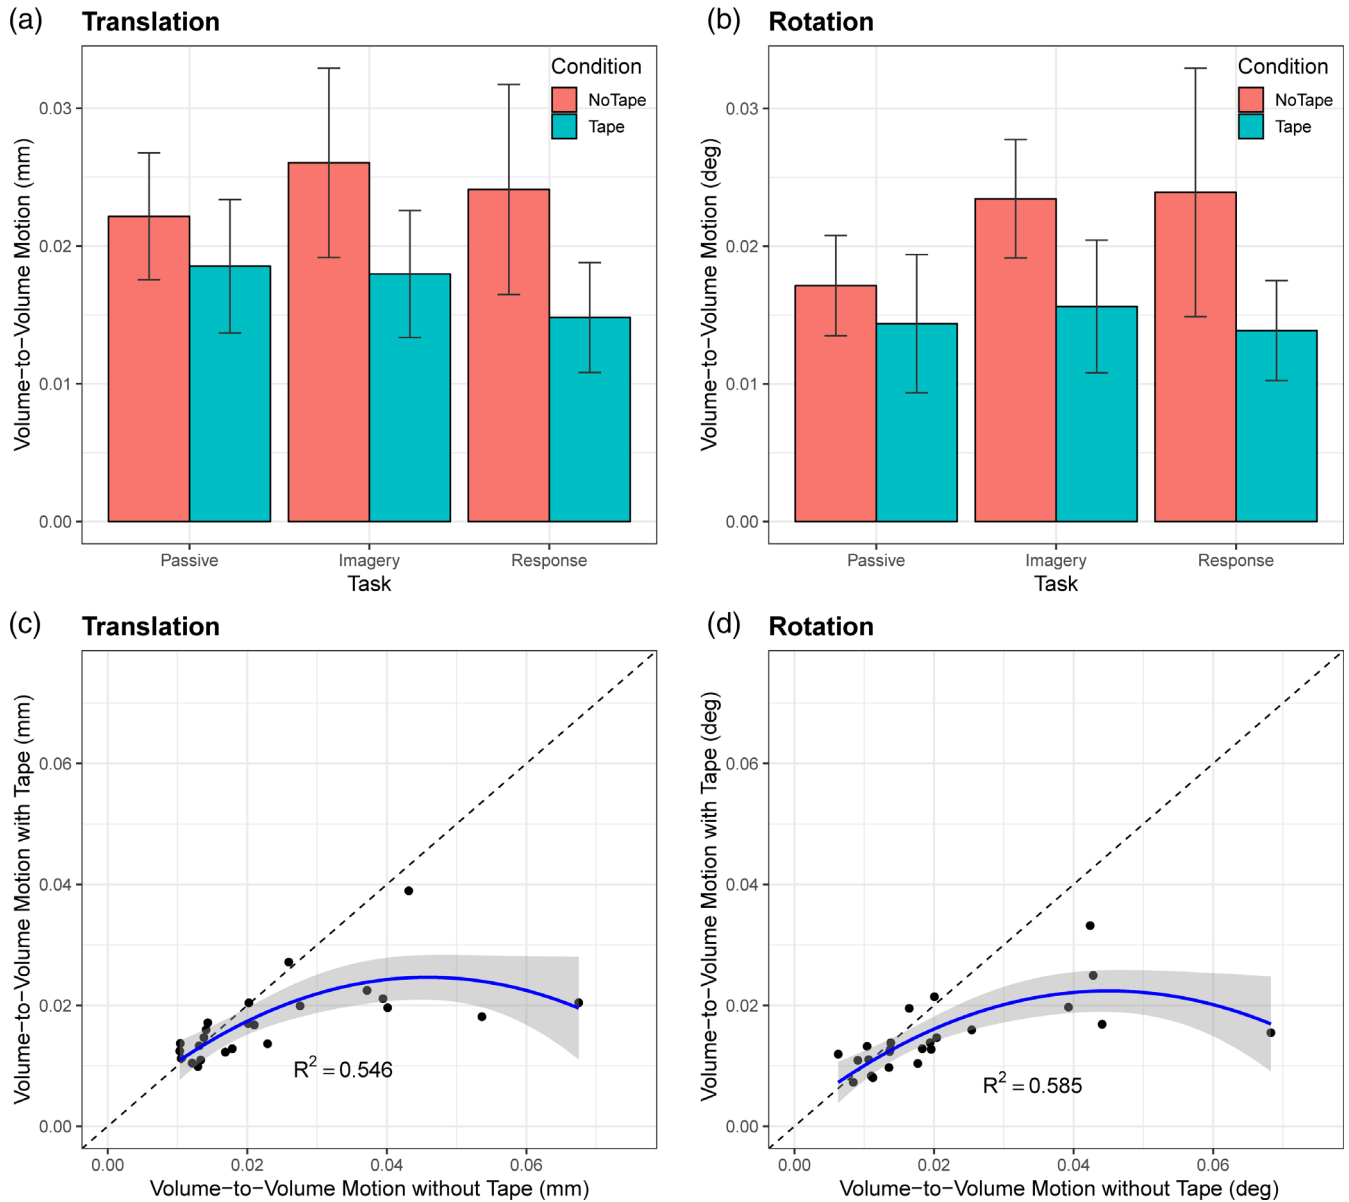 (a) Translation
Volume−to−Volume Motion (mm)
0.03
0.02
0.01
0.00
Condition
NoTape
Tape
Passive Imagery Response
Task
(b) Rotation
Volume−to−Volume Motion (deg)
0.03
0.02
0.01
0.00
Condition
NoTape
Tape
Passive Imagery Response
Task
(c) Translation
Volume−to−Volume Motion with Tape (mm)
0.06
0.04
0.02
0.00
R² = 0.546
0.00 0.02 0.04 0.06
Volume−to−Volume Motion without Tape (mm)
(d) Rotation
Volume−to−Volume Motion with Tape (deg)
0.06
0.04
0.02
0.00
R² = 0.585
0.00 0.02 0.04 0.06
Volume−to−Volume Motion without Tape (deg)